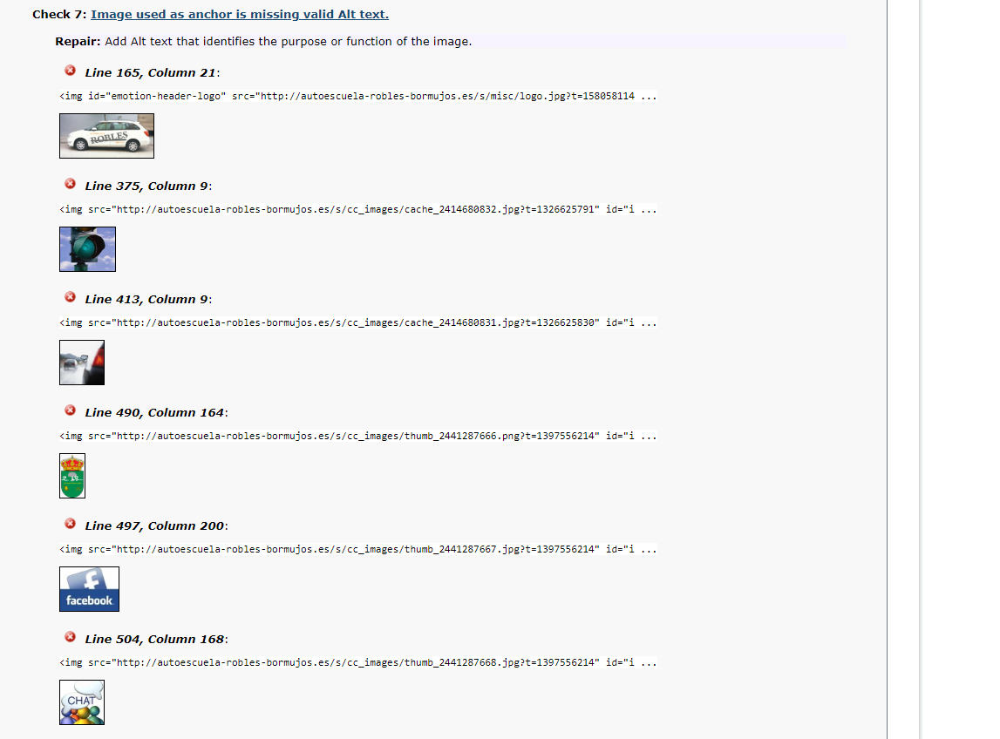 Check 7: Image used as anchor is missing valid Alt text.
Repair: Add Alt text that identifies the purpose or function of the image.
Line 165, Column 21:
<img id="emotion-header-logo" src="http://autoescuela-robles-bormujos.es/s/misc/logo.jpg?t=158058114 ...
ROBLES
Line 375, Column 9:
<img src="http://autoescuela-robles-bormujos.es/s/cc_images/cache_2414680832.jpg?t=1326625791" id="i ...
Line 413, Column 9:
<img src="http://autoescuela-robles-bormujos.es/s/cc_images/cache_2414680831.jpg?t=1326625830" id="i ...
Line 490, Column 164:
<img src="http://autoescuela-robles-bormujos.es/s/cc_images/thumb_2441287666.png?t=1397556214" id="i ...
Line 497, Column 200:
<img src="http://autoescuela-robles-bormujos.es/s/cc_images/thumb_2441287667.jpg?t=1397556214" id="i ...
f
facebook
Line 504, Column 168:
<img src="http://autoescuela-robles-bormujos.es/s/cc_images/thumb_2441287668.jpg?t=1397556214" id="i ...
CHAT